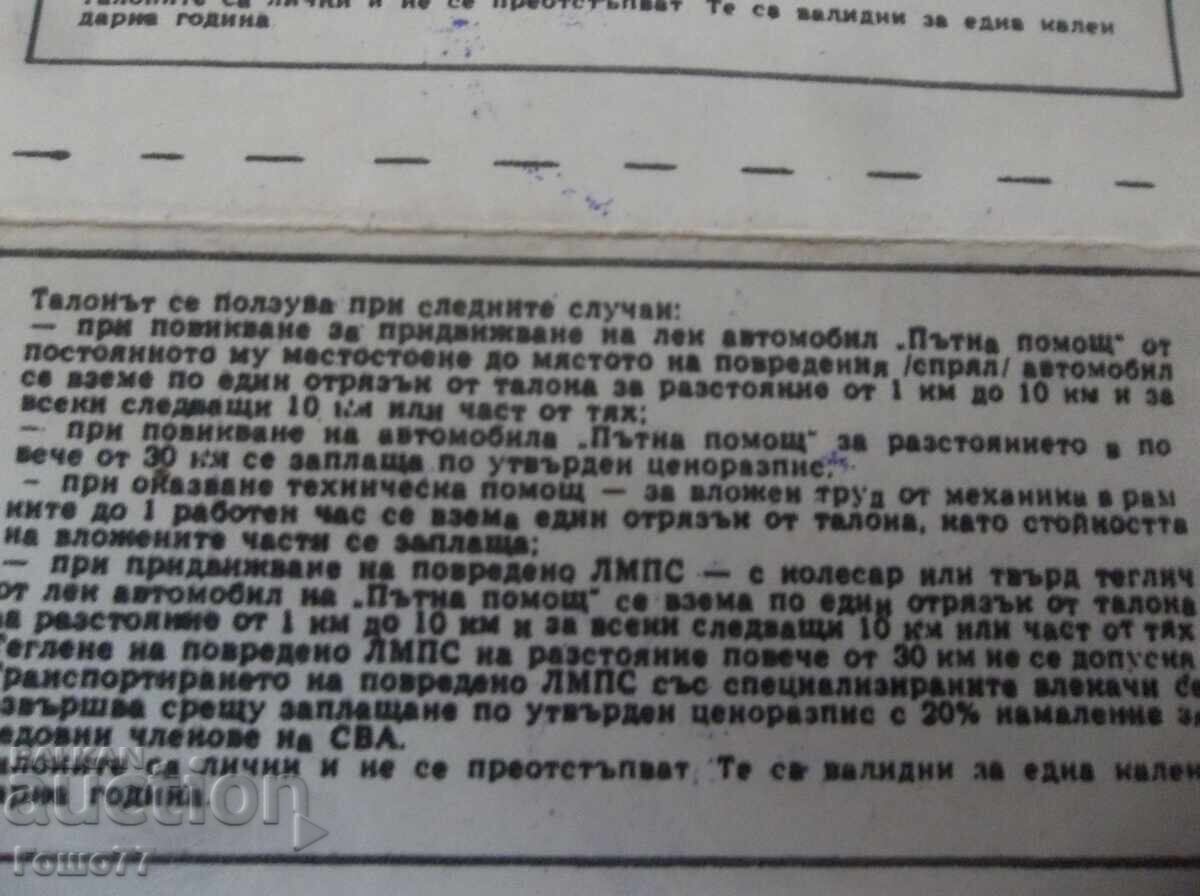 Талоните са лични и не се преотстъпват Те са валидни за една кален
дарна година
Талонът се ползува при следните случаи:
— при повикване за придвижване на лек автомобил „Пътна помощ" от
постоянното му местостоене до мястото на повредения /спрял/ автомобил
се вземе по един отрязък от талона за разстояние от 1 км до 10 км и за
всеки следващи 10 км или част от тях;
— при повикване на автомобила „Пътна помощ" за разстоянието в по
вече от 30 км се заплаща по утвърден ценоразпис.
— при оказване техническа помощ — за вложен труд от механика в рам
ките до 1 работен час се взема един отрязък от талона, като стойността
на вложените части се заплаща;
— при придвижване на повредено ЛМПС — с колесар или твърд теглич
от лек автомобил на „Пътна помощ" се взема по един отрязък от талона
за разстояние от 1 км до 10 км и за всеки следващи 10 км или част от тях
Теглене на повредено ЛМПС на разстояние повече от 30 км не се допуска
Транспортирането на повредено ЛМПС със специализираните влекачи се
звършва срещу заплащане по утвърден ценоразпис с 20% намаление за
едовни членове на СВА.
алоните са лични и не се преотстъпват Те са валидни за една кален
арна година.
BALKAN
auction
Гошо77